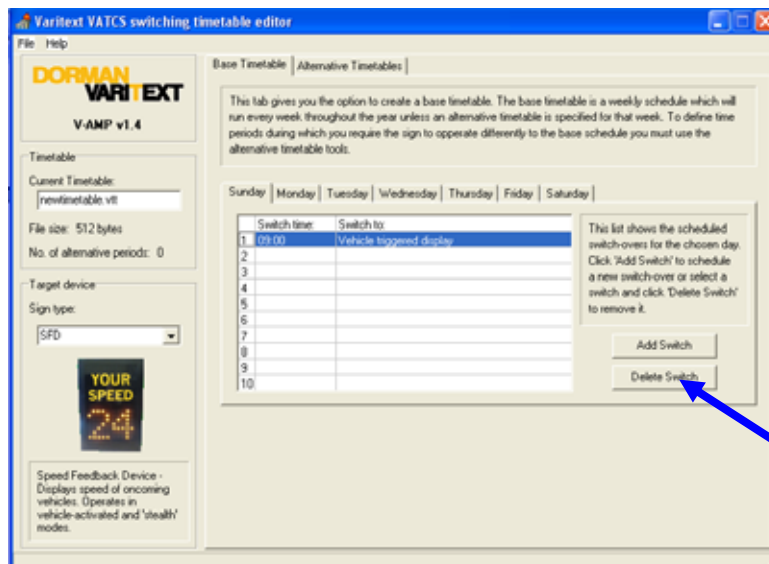 Varitext VATCS switching timetable editor
File Help
DORMAN
VARITEXT
V-AMP v1.4
Timetable
Current Timetable:
newtimetable.vtt
File size: 512 bytes
No. of alternative periods: 0
Target device
Sign type:
SFD
YOUR
SPEED
24
Speed Feedback Device -
Displays speed of oncoming
vehicles. Operates in
vehicle-activated and 'stealth'
modes.
Base Timetable Alternative Timetables
This tab gives you the option to create a base timetable. The base timetable is a weekly schedule which will
run every week throughout the year unless an alternative timetable is specified for that week. To define time
periods during which you require the sign to opperate differently to the base schedule you must use the
alternative timetable tools.
Sunday Monday Tuesday Wednesday Thursday Friday Saturday
Switch time: Switch to:
1 09:00 Vehicle triggered display
2
3
4
5
6
7
8
9
10
This list shows the scheduled
switch-overs for the chosen day.
Click 'Add Switch' to schedule
a new switch-over or select a
switch and click 'Delete Switch'
to remove it.
Add Switch
Delete Switch